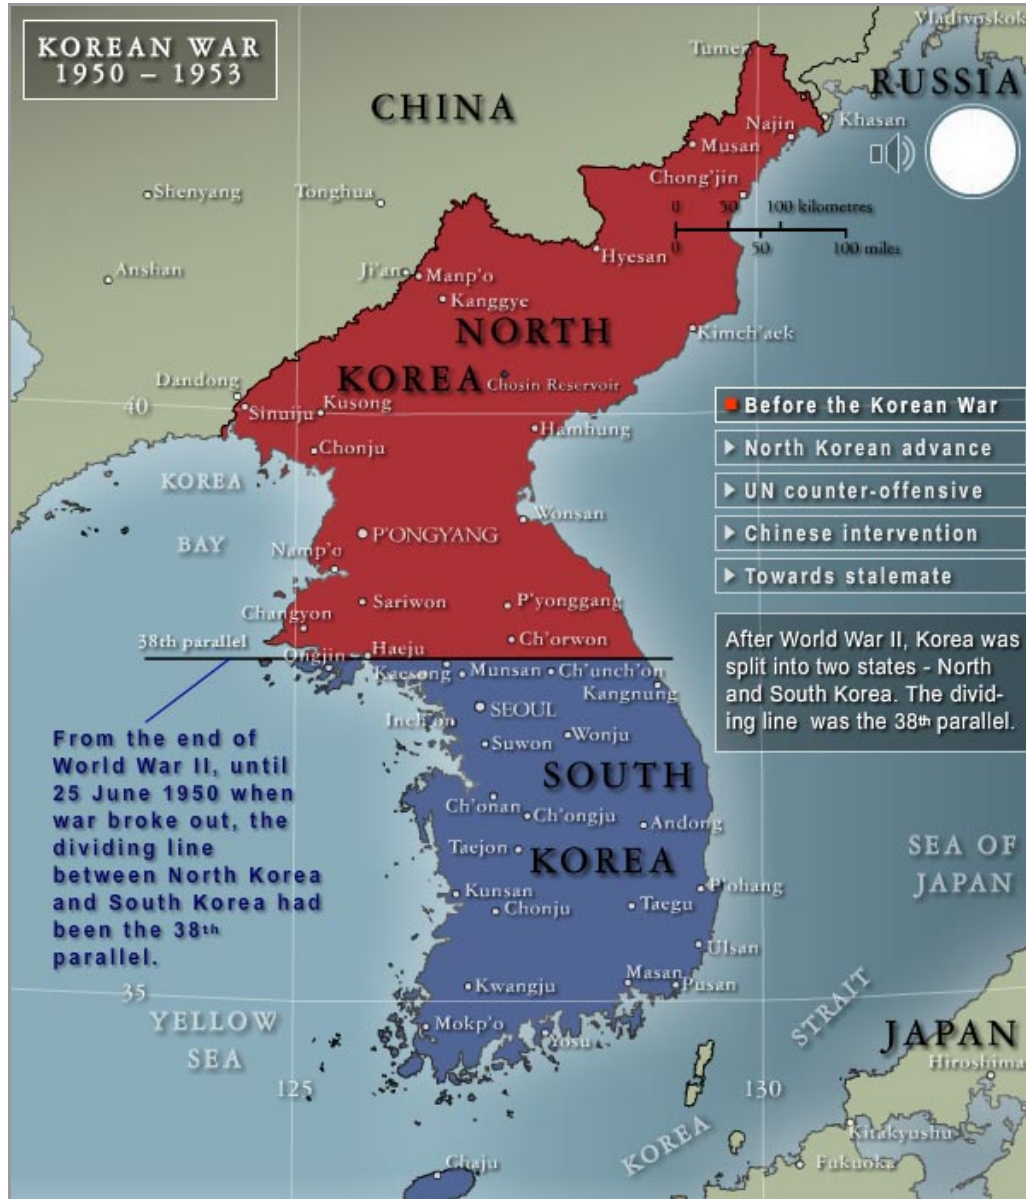 KOREAN WAR
1950 – 1953
Vladivoskok
Tumen
RUSSIA
CHINA
Khasan
Najin
Musan
Chong'jin
Shenyang
Tonghua
0 50 100 kilometres
0 50 100 miles
Hyesan
Anshan
Ji'an
Manp'o
Kanggye
NORTH
KOREA
Kimch'aek
Chosin Reservoir
Dandong
40
Sinuiju
Kusong
Hamhung
Chonju
KOREA
BAY
Before the Korean War
North Korean advance
UN counter-offensive
Chinese intervention
Towards stalemate
Wonsan
P'ONGYANG
Namp'o
Sariwon
P'yonggang
Changyon
Ch'orwon
38th parallel
Haeju
Ongjin
Kaesong
Munsan
Ch'unch'on
Kangnung
After World War II, Korea was
split into two states - North
and South Korea. The divid-
ing line was the 38th parallel.
SEOUL
Inch'on
Wonju
Suwon
From the end of
World War II, until
25 June 1950 when
war broke out, the
dividing line
between North Korea
and South Korea had
been the 38th
parallel.
SOUTH
KOREA
Ch'onan
Ch'ongju
Andong
Taejon
SEA OF
JAPAN
P'ohang
Kunsan
Chonju
Taegu
Ulsan
Masan
Pusan
Kwangju
35
YELLOW
SEA
Mokp'o
Yosu
STRAIT
JAPAN
Hiroshima
125
130
KOREA
Kitakyushu
Fukuoka
Chaju